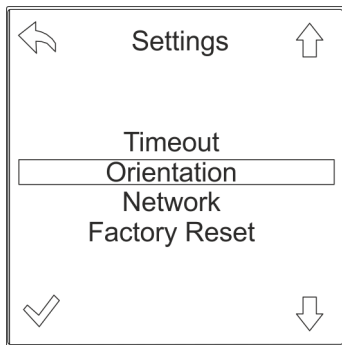 Settings
Timeout
Orientation
Network
Factory Reset